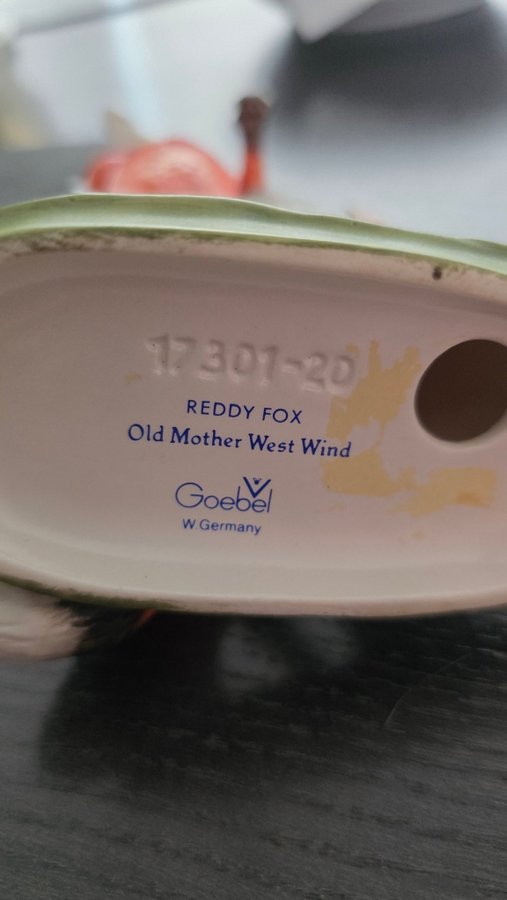 17301-20
REDDY FOX
Old Mother West Wind
Goebel
W.Germany